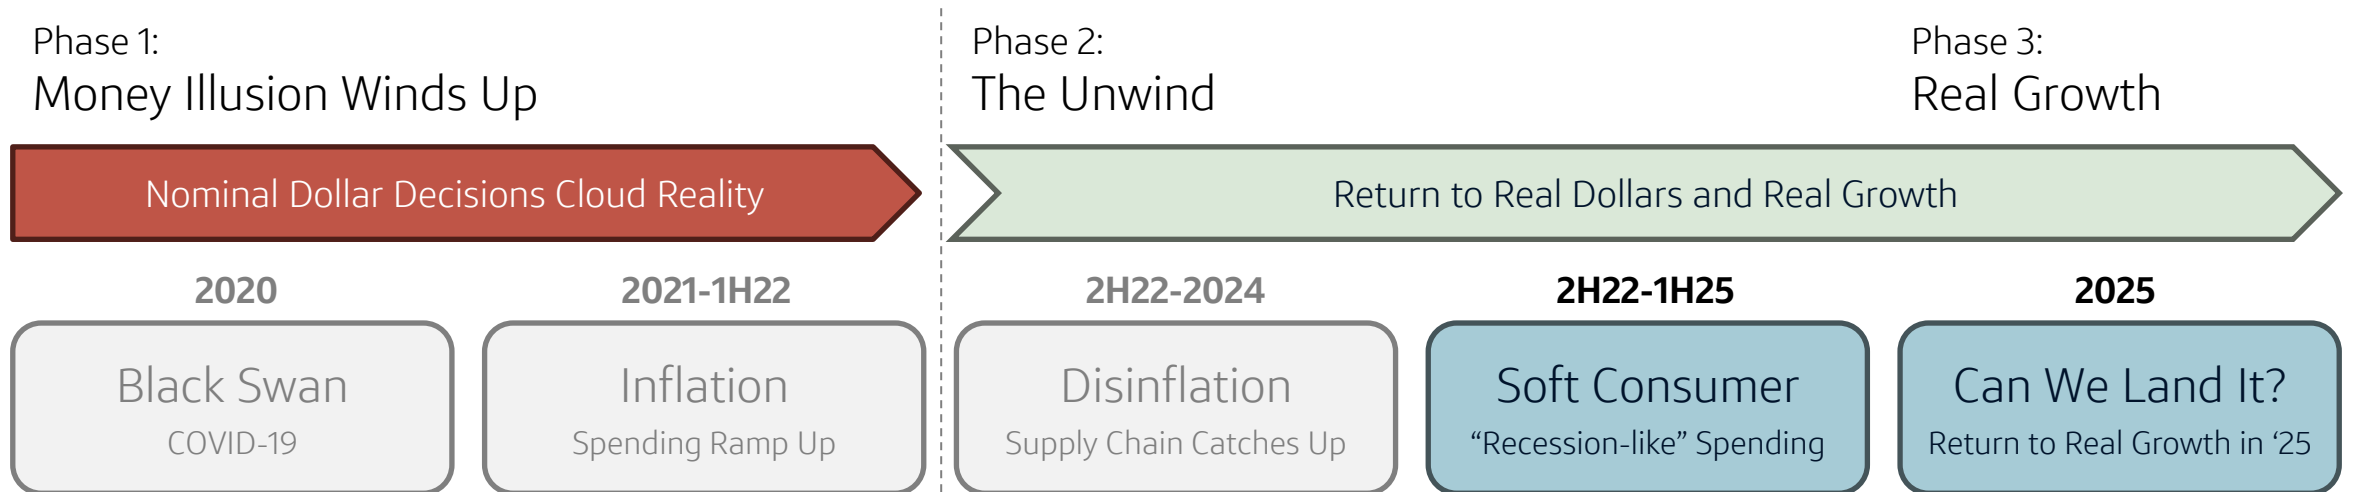 Phase 1:
Money Illusion Winds Up
Phase 2:
The Unwind
Phase 3:
Real Growth
Nominal Dollar Decisions Cloud Reality
Return to Real Dollars and Real Growth
2020
2021-1H22
2H22-2024
2H22-1H25
2025
Black Swan
COVID-19
Inflation
Spending Ramp Up
Disinflation
Supply Chain Catches Up
Soft Consumer
“Recession-like” Spending
Can We Land It?
Return to Real Growth in ‘25